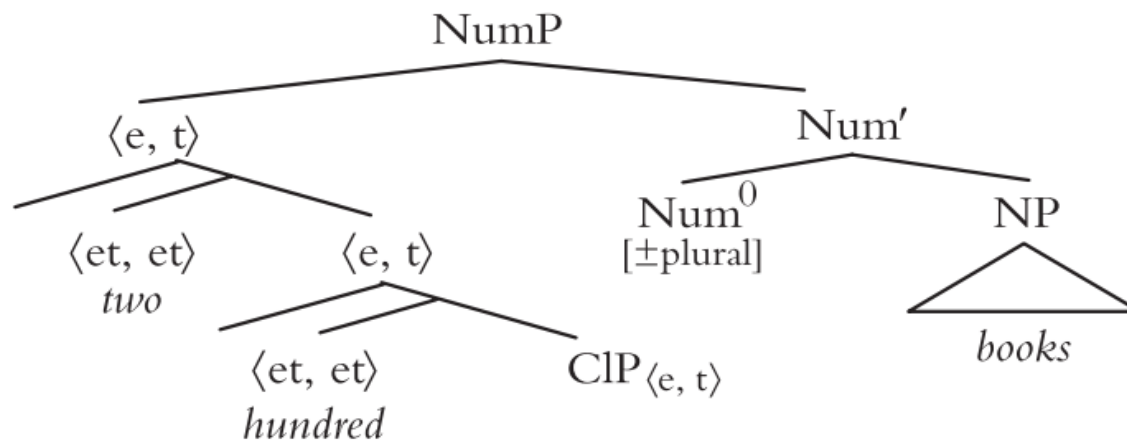 NumP
⟨e, t⟩ Num′
⟨et, et⟩ ⟨e, t⟩ Num⁰ NP
two [±plural]
⟨et, et⟩ ClP⟨e, t⟩ books
hundred